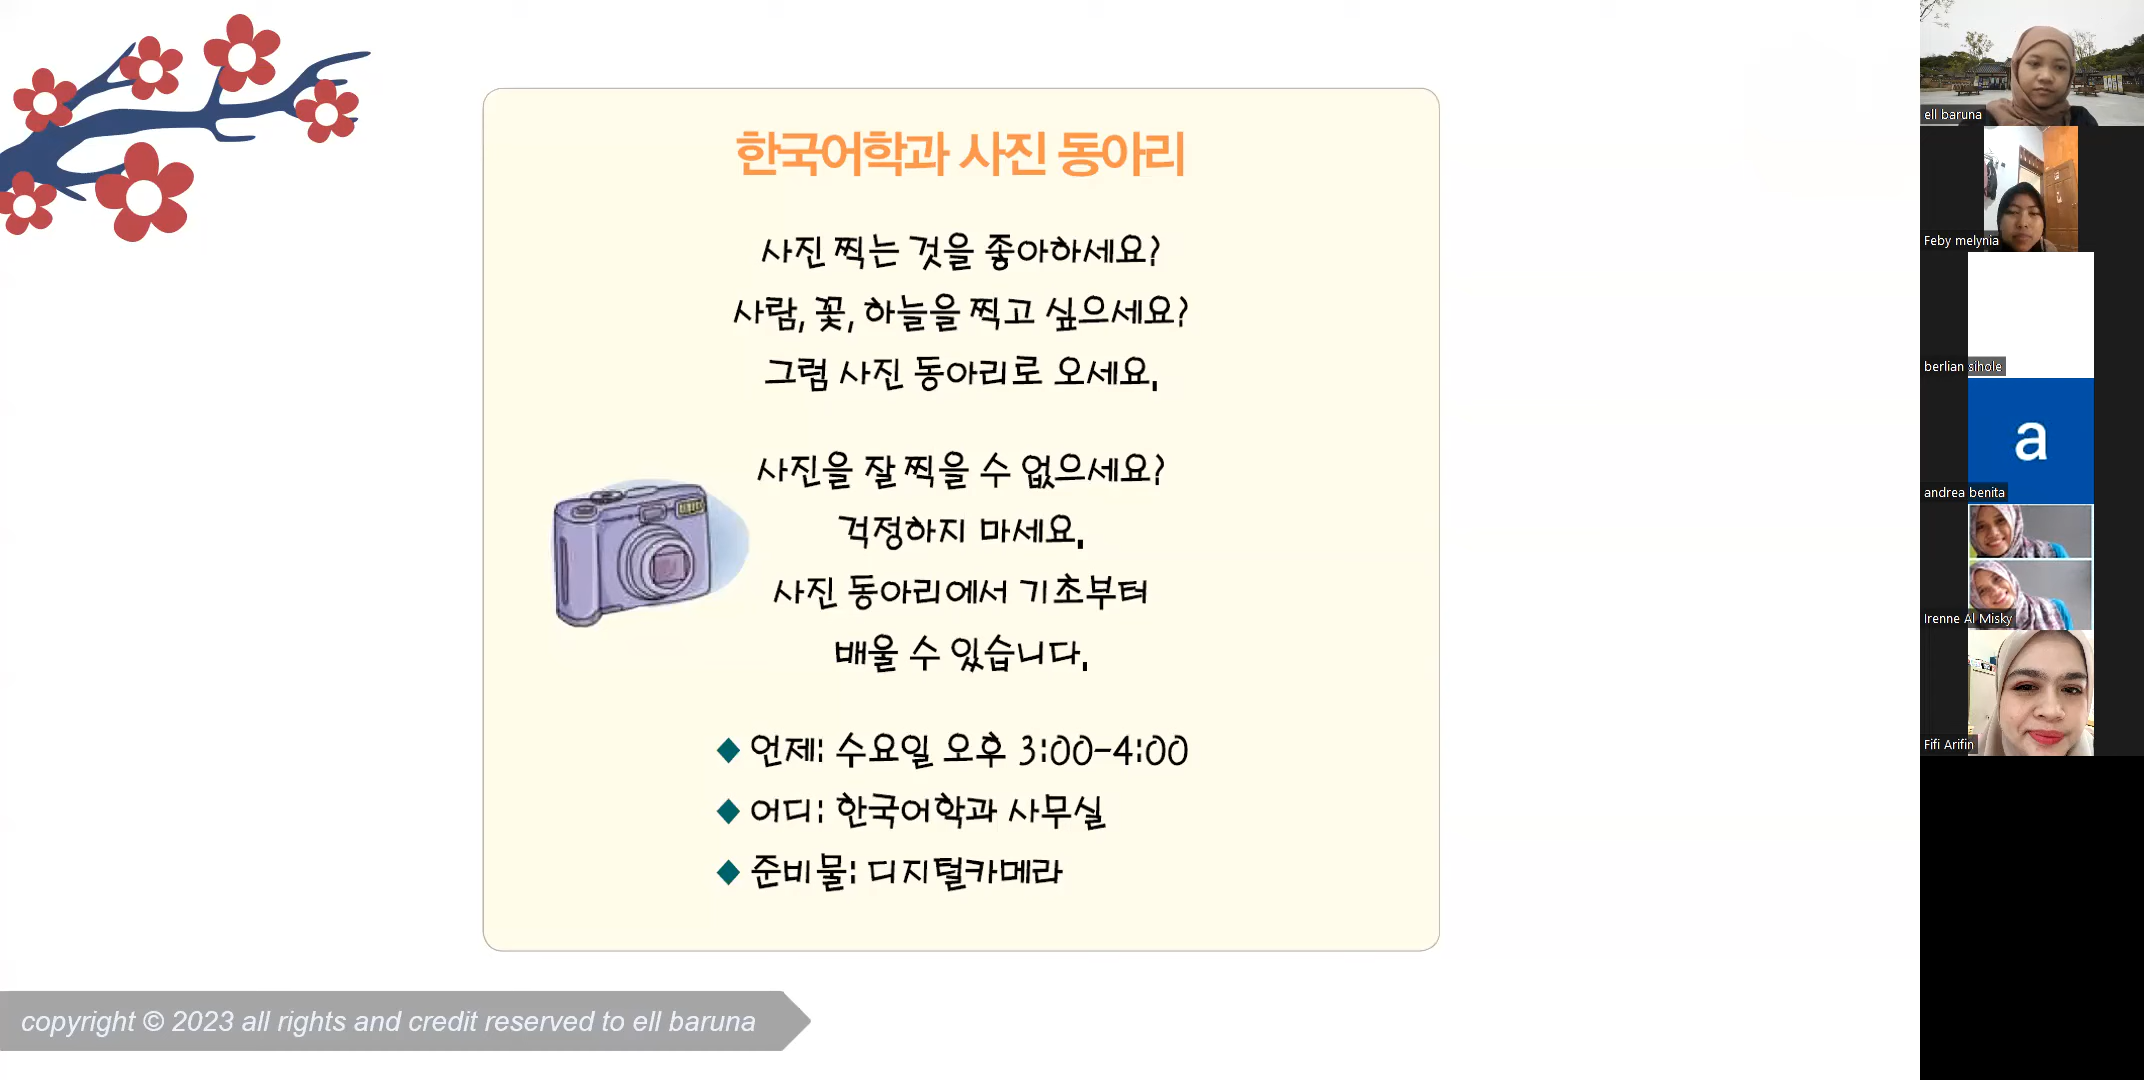 한국어학과 사진 동아리
사진 찍는 것을 좋아하세요?
사람, 꽃, 하늘을 찍고 싶으세요?
그럼 사진 동아리로 오세요.
사진을 잘 찍을 수 없으세요?
걱정하지 마세요.
사진 동아리에서 기초부터
배울 수 있습니다.
◆ 언제: 수요일 오후 3:00-4:00
◆ 어디: 한국어학과 사무실
◆ 준비물: 디지털카메라
copyright © 2023 all rights and credit reserved to ell baruna
ell baruna
Feby melynia
berlian sihole
a
andrea benita
Irenne Al Misky
Fifi Arifin